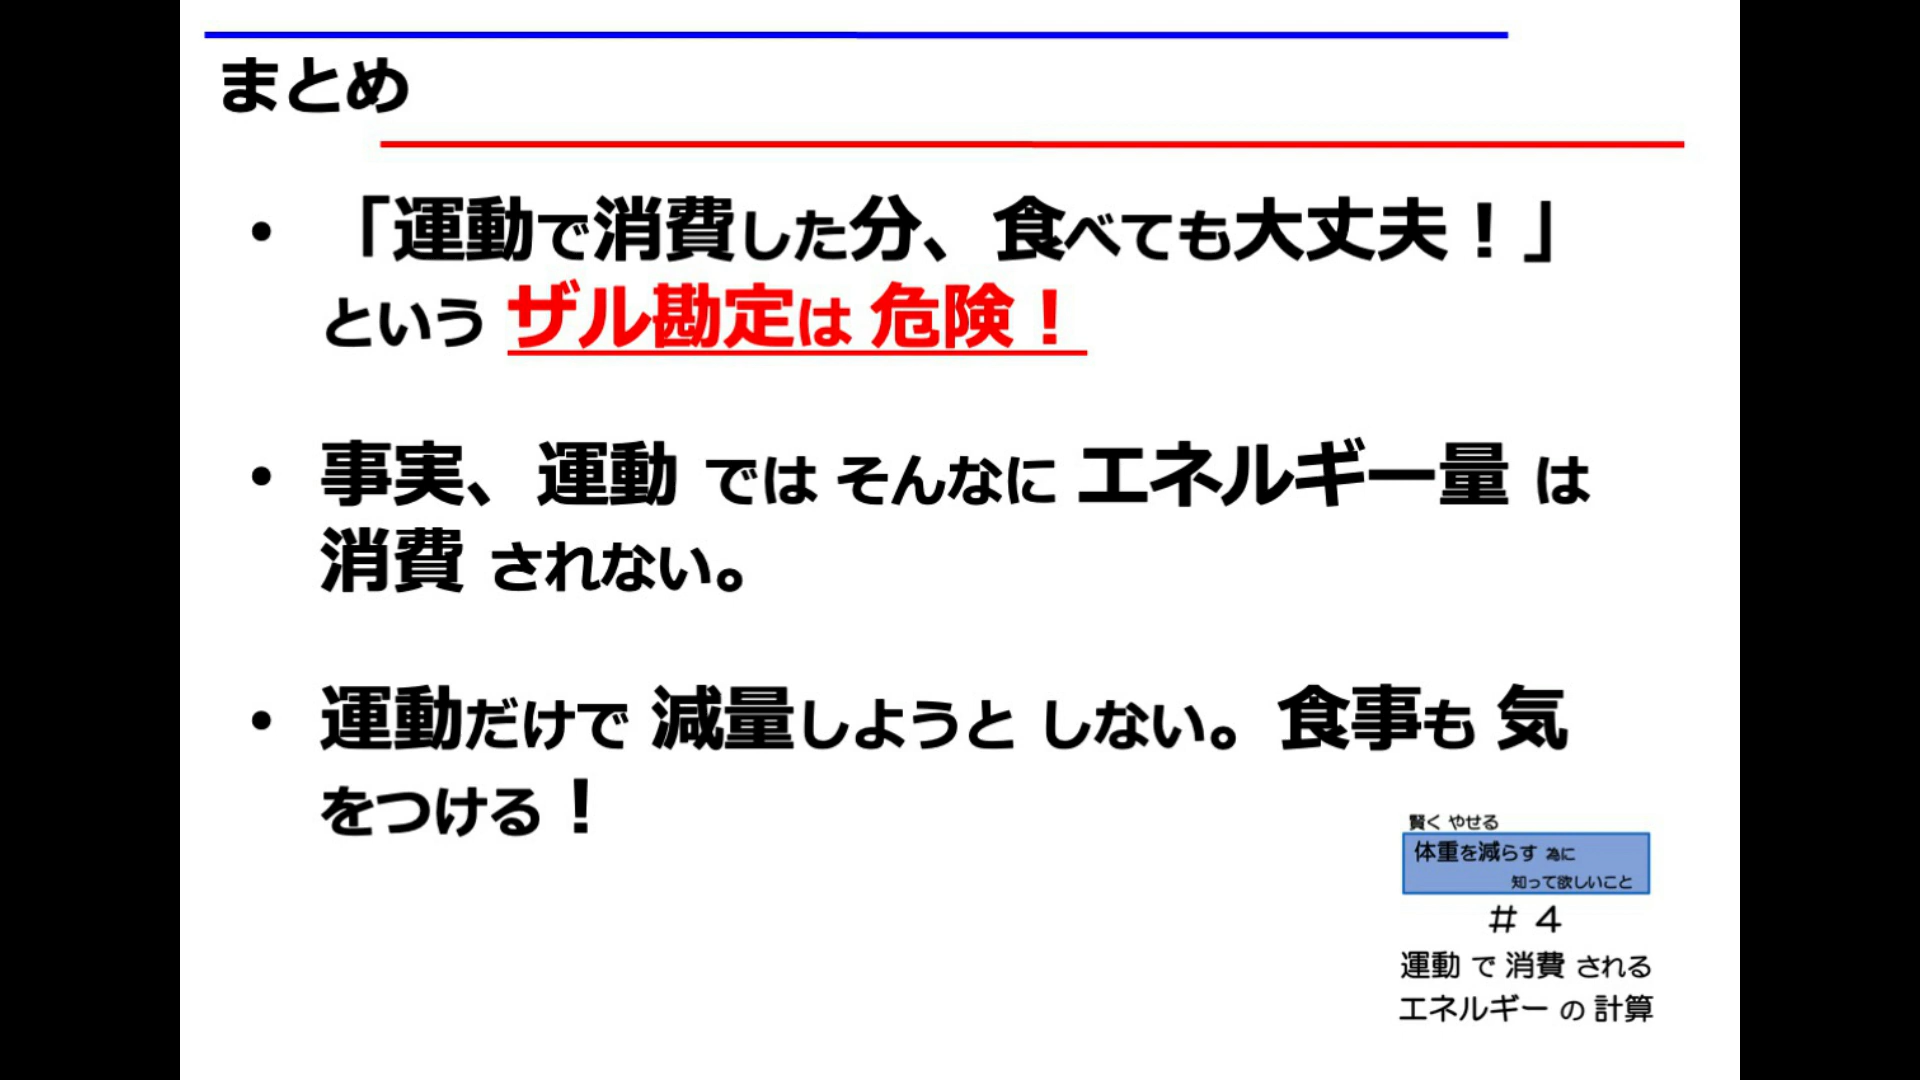 まとめ
• 「運動で消費した分、食べても大丈夫！」
という ザル勘定は 危険！
• 事実、運動 では そんなに エネルギー量 は
消費 されない。
• 運動だけで 減量しようと しない。食事も 気
をつける！
賢く やせる
体重を減らす 為に
知って欲しいこと
＃ ４
運動 で 消費 される
エネルギー の 計算